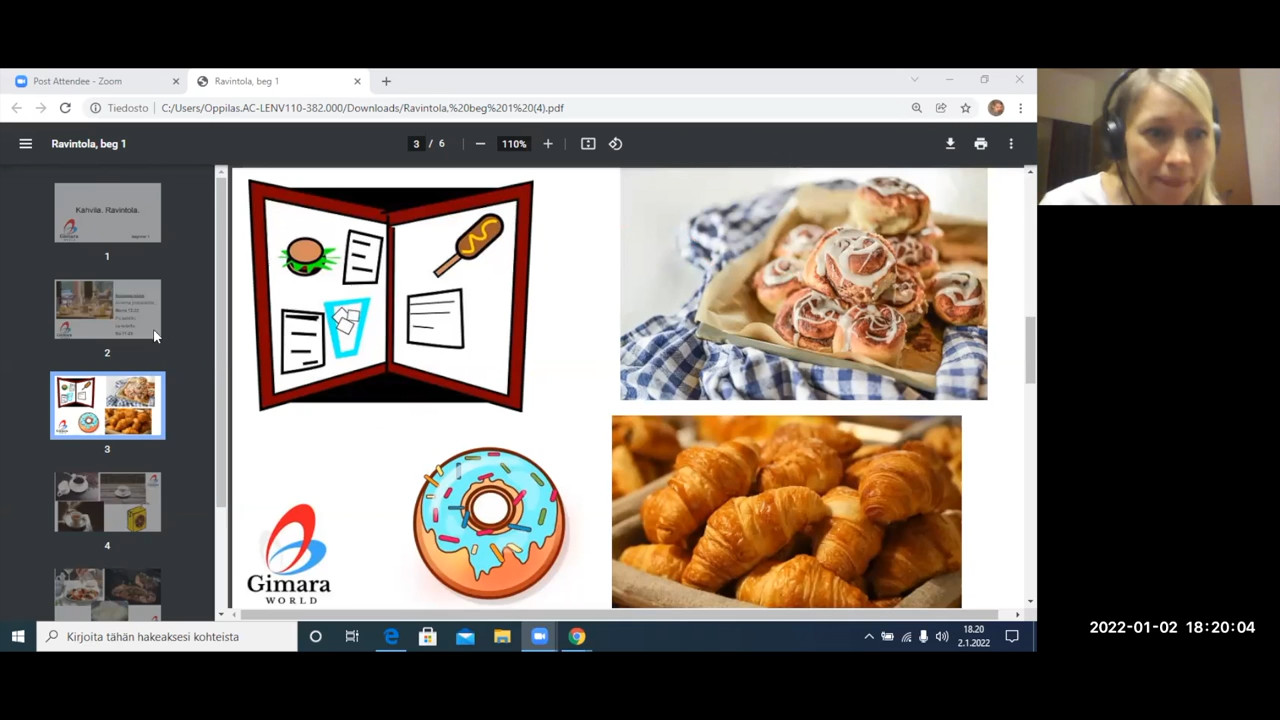 Post Attendee - Zoom
Ravintola, beg 1
Tiedosto
C:/Users/Oppilas.AC-LENV110-382.000/Downloads/Ravintola,%20beg%201%20(4).pdf
Ravintola, beg 1
3 / 6
110%
Kahvila. Ravintola.
Gimara
1
2
3
4
Gimara
WORLD
Kirjoita tähän hakeaksesi kohteista
18.20
2.1.2022
2022-01-02 18:20:04